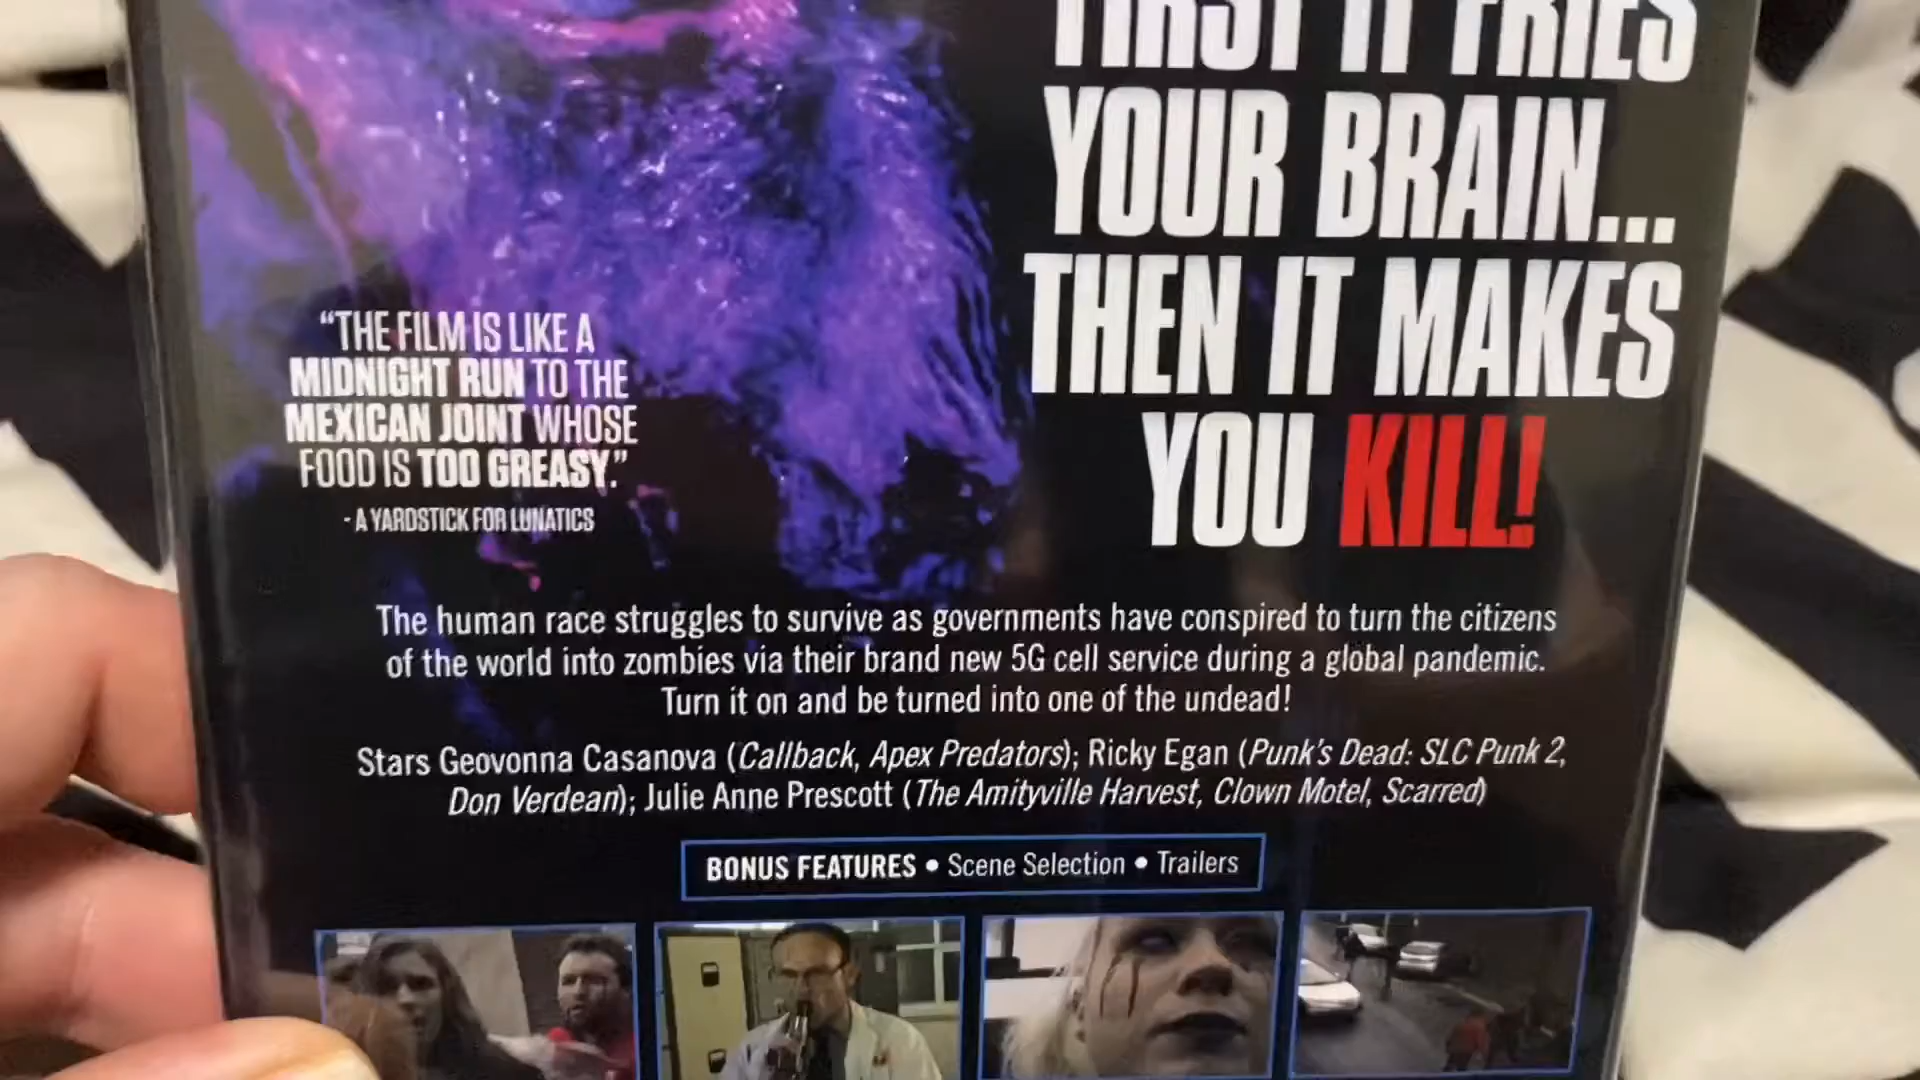 FIRST IT FRIES
YOUR BRAIN...
THEN IT MAKES
YOU KILL!
“THE FILM IS LIKE A
MIDNIGHT RUN TO THE
MEXICAN JOINT WHOSE
FOOD IS TOO GREASY.”
- A YARDSTICK FOR LUNATICS
The human race struggles to survive as governments have conspired to turn the citizens
of the world into zombies via their brand new 5G cell service during a global pandemic.
Turn it on and be turned into one of the undead!
Stars Geovonna Casanova (Callback, Apex Predators); Ricky Egan (Punk's Dead: SLC Punk 2,
Don Verdean); Julie Anne Prescott (The Amityville Harvest, Clown Motel, Scarred)
BONUS FEATURES • Scene Selection • Trailers